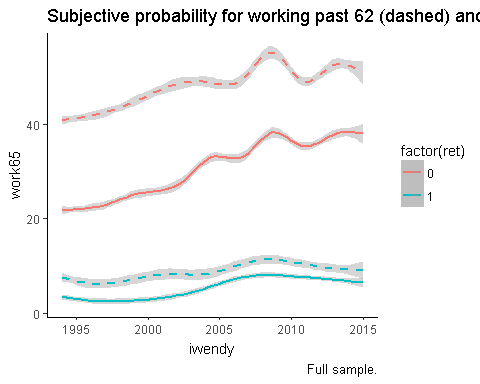 Subjective probability for working past 62 (dashed) and
work65
40
20
0
1995
2000
2005
2010
2015
iwendy
factor(ret)
0
1
Full sample.